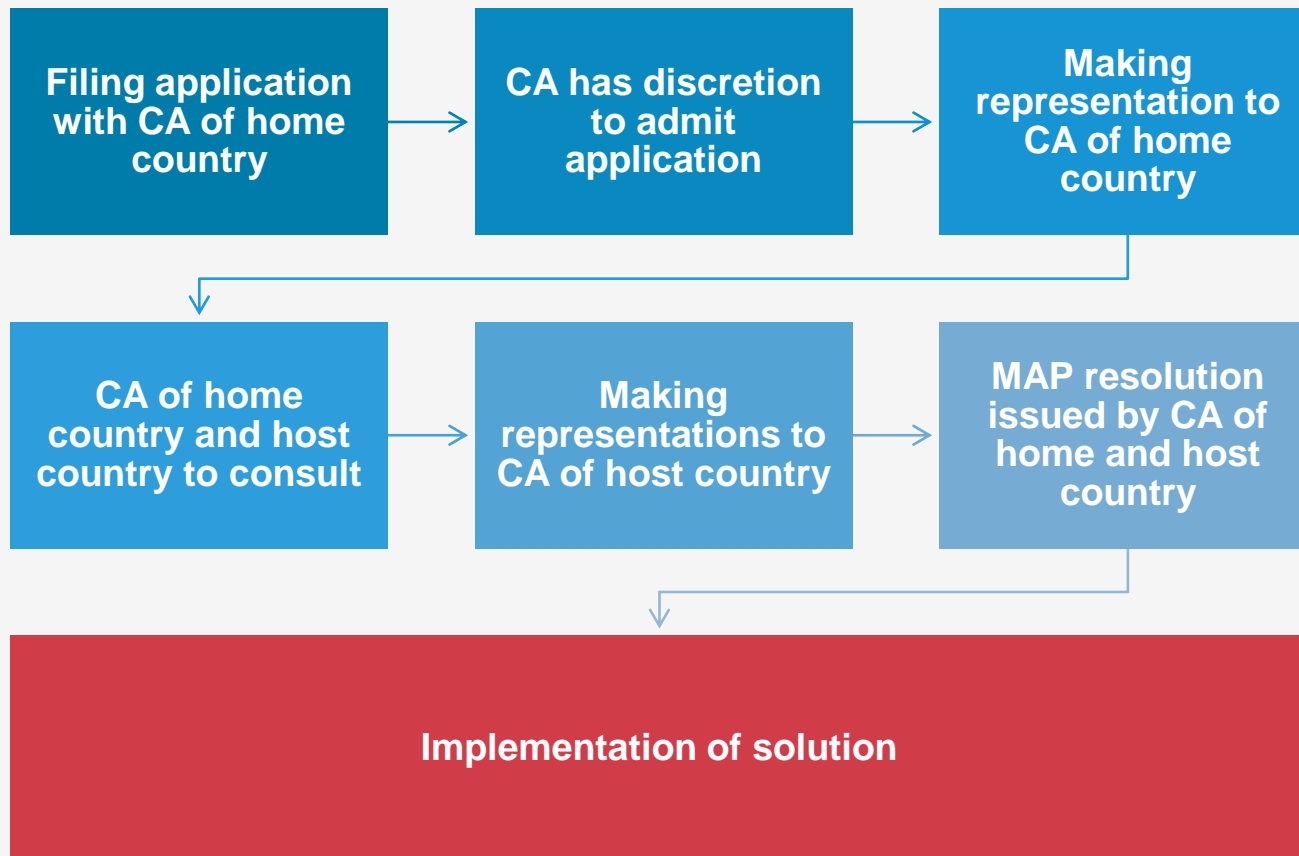 Filing application
with CA of home
country
CA has discretion
to admit
application
Making
representation to
CA of home
country
CA of home
country and host
country to consult
Making
representations to
CA of host country
MAP resolution
issued by CA of
home and host
country
Implementation of solution